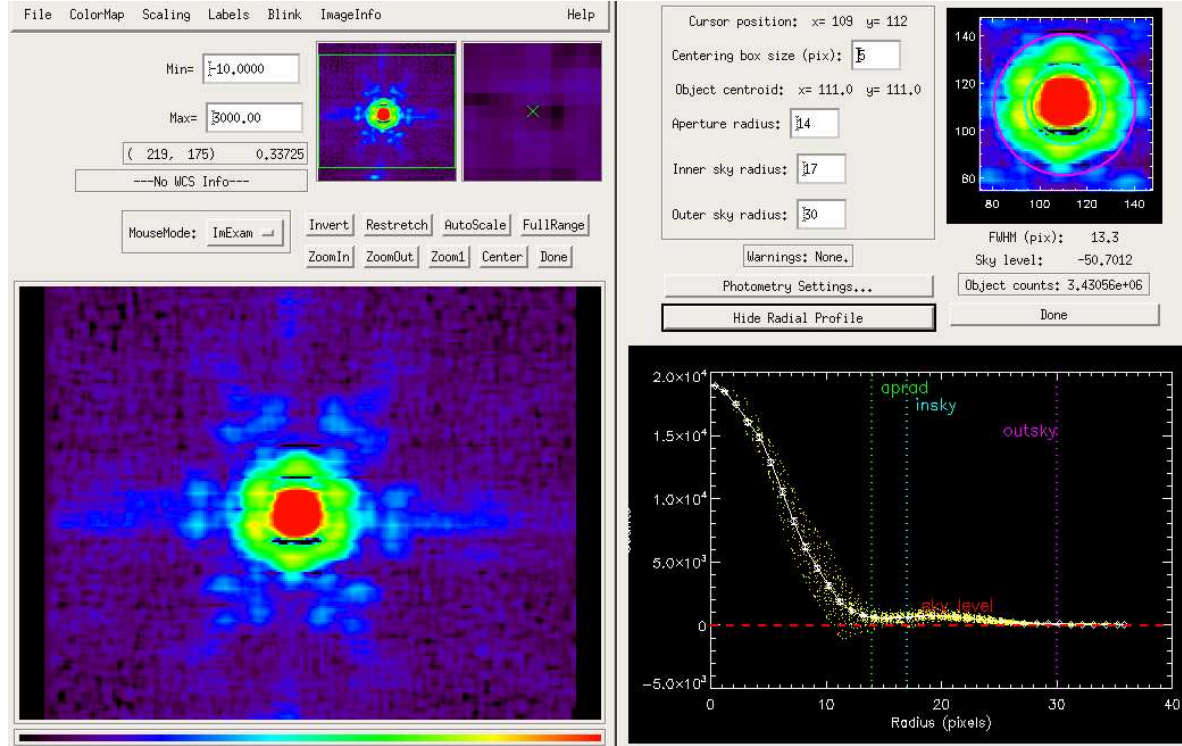 File ColorMap Scaling Labels Blink ImageInfo Help
Min= -10.0000
Max= 3000.00
( 219, 175) 0.33725
---No WCS Info---
MouseMode: ImExam
Invert Restretch AutoScale FullRange
ZoomIn ZoomOut Zoom1 Center Done
Cursor position: x= 109 y= 112
Centering box size (pix): 5
Object centroid: x= 111.0 y= 111.0
Aperture radius: 14
Inner sky radius: 17
Outer sky radius: 30
Warnings: None.
Photometry Settings...
Hide Radial Profile
140
120
100
80
80 100 120 140
FWHM (pix): 13.3
Sky level: -50.7012
Object counts: 3.43056e+06
Done
2.0×10⁴
1.5×10⁴
1.0×10⁴
5.0×10³
0
-5.0×10³
aprad
insky
outsky
sky level
0 10 20 30 40
Radius (pixels)